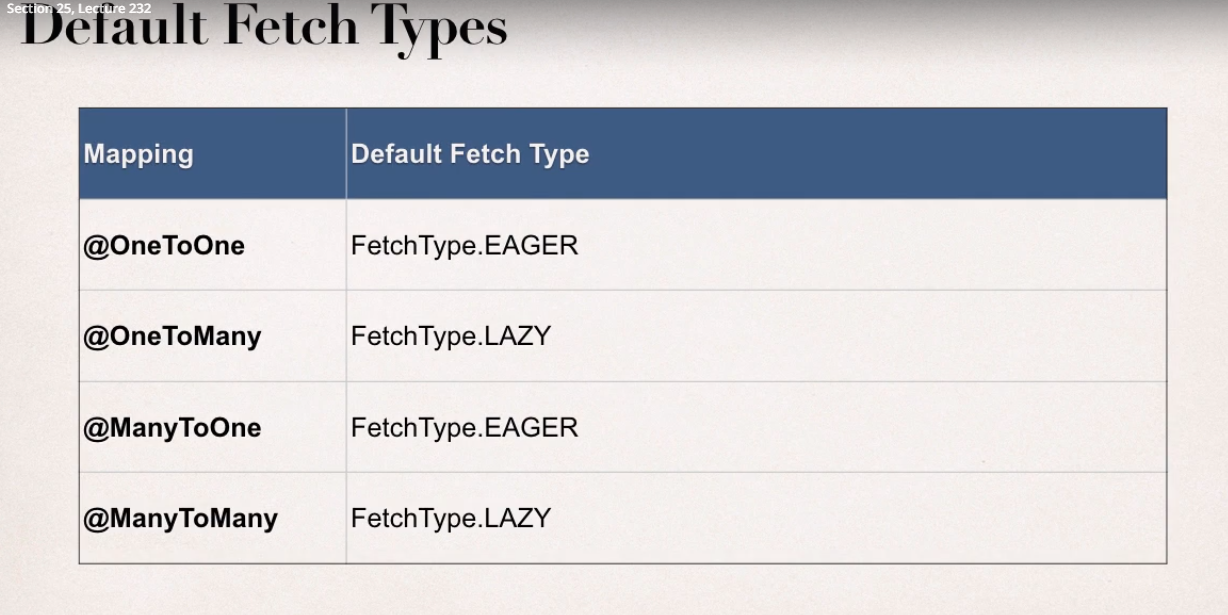 Section 25, Lecture 232
Default Fetch Types
Mapping Default Fetch Type
@OneToOne FetchType.EAGER
@OneToMany FetchType.LAZY
@ManyToOne FetchType.EAGER
@ManyToMany FetchType.LAZY